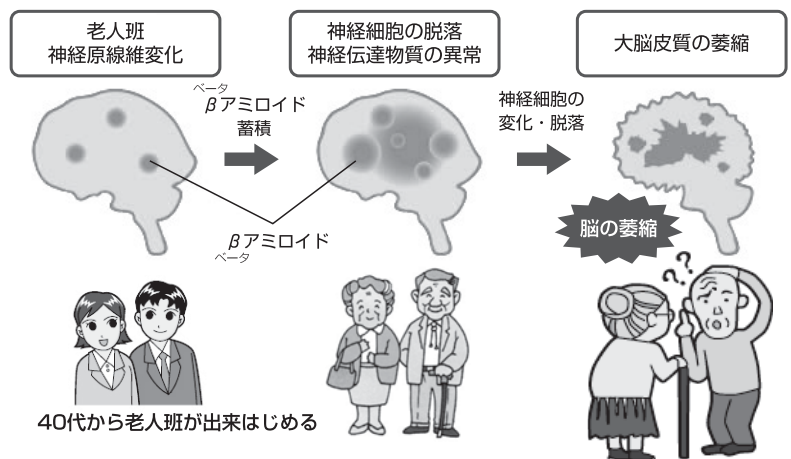 老人班
神経原線維変化
神経細胞の脱落
神経伝達物質の異常
大脳皮質の萎縮
ベータ
βアミロイド
蓄積
神経細胞の
変化・脱落
βアミロイド
ベータ
脳の萎縮
? ?
?
40代から老人班が出来はじめる